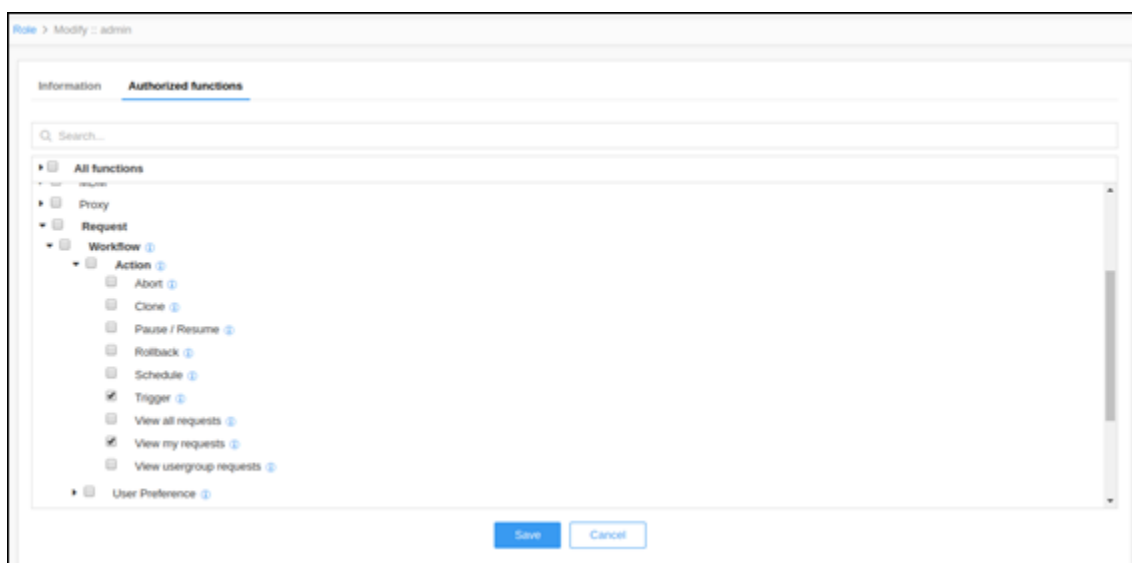 Role > Modify :: admin
Information Authorized functions
Search...
All functions
MDM
Proxy
Request
Workflow
Action
Abort
Clone
Pause / Resume
Rollback
Schedule
Trigger
View all requests
View my requests
View usergroup requests
User Preference
Save Cancel